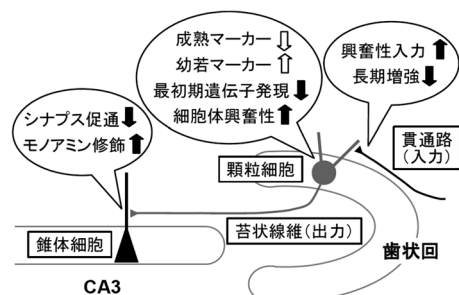 成熟マーカー⇩
幼若マーカー⇧
最初期遺伝子発現⬇
細胞体興奮性⬆
興奮性入力⬆
長期増強⬇
シナプス促通⬇
モノアミン修飾⬆
貫通路
(入力)
顆粒細胞
苔状線維(出力)
錐体細胞
歯状回
CA3